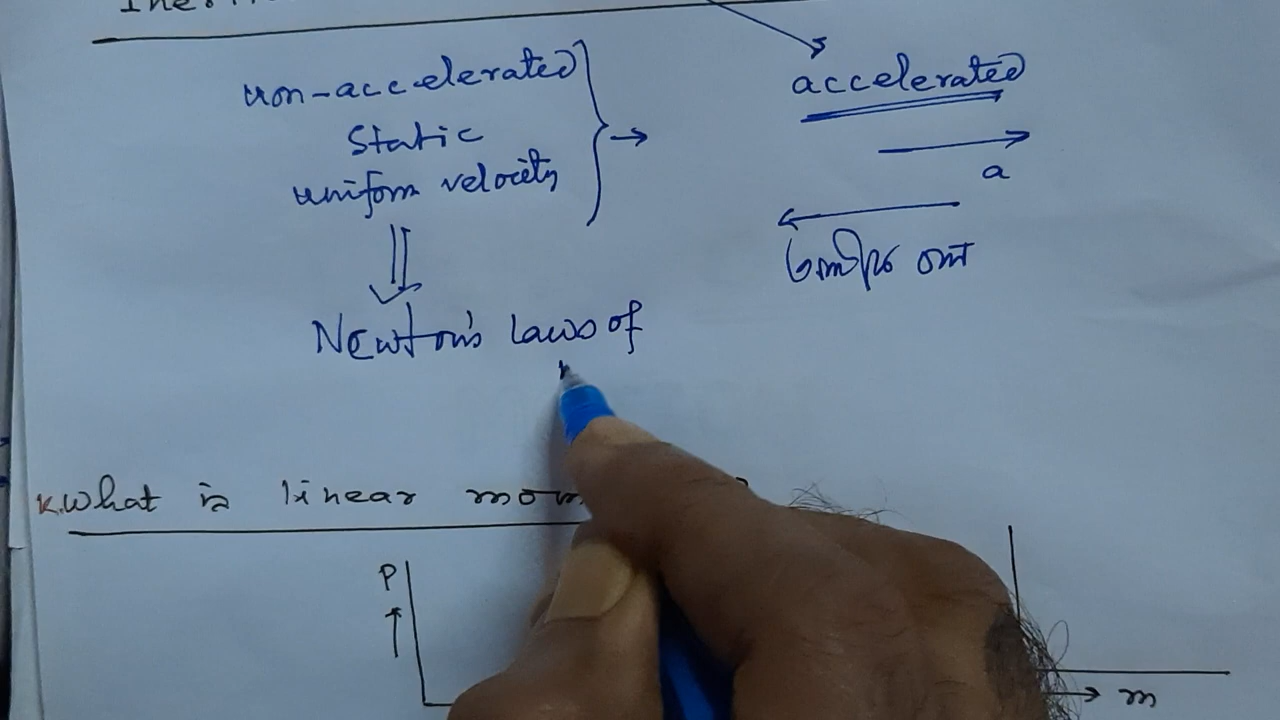 non-accelerated
static
uniform velocity
accelerated
a
Newton's laws of
K. What is linear
P
m